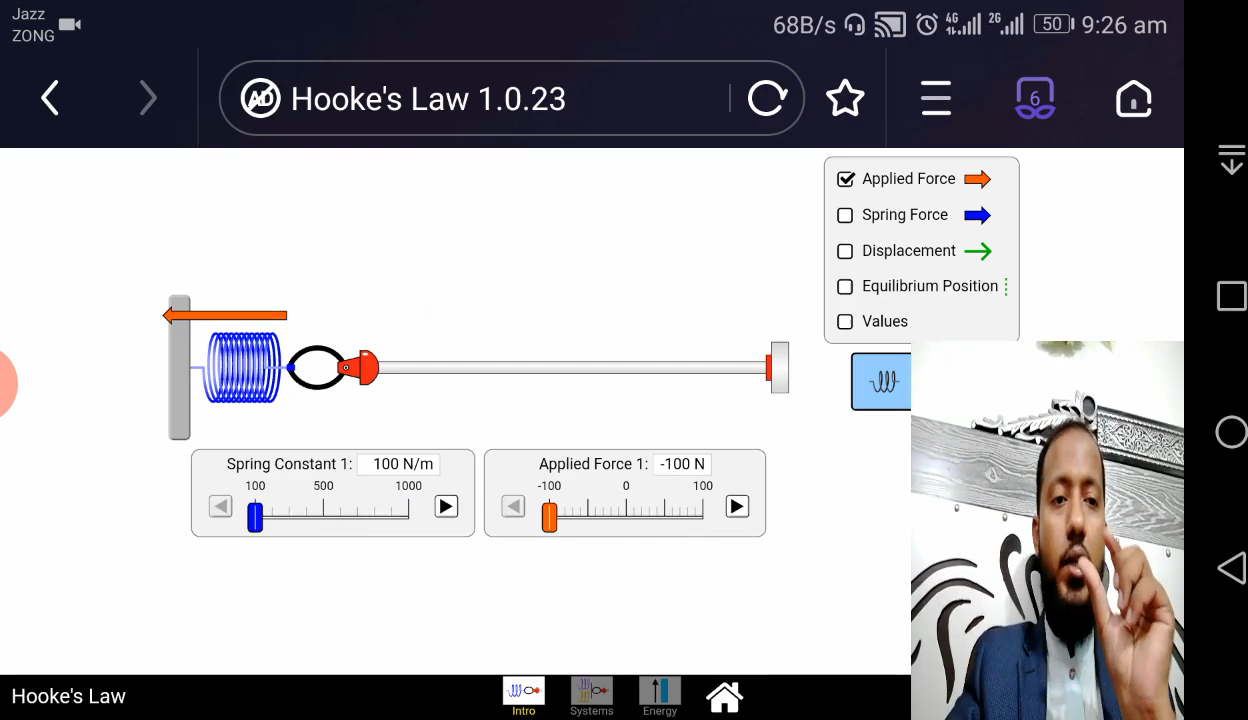 Jazz
ZONG
68B/s 4G 2G 50 9:26 am
AD Hooke's Law 1.0.23
6
Applied Force
Spring Force
Displacement
Equilibrium Position
Values
Spring Constant 1: 100 N/m
100 500 1000
Applied Force 1: -100 N
-100 0 100
Hooke's Law
Intro
Systems
Energy